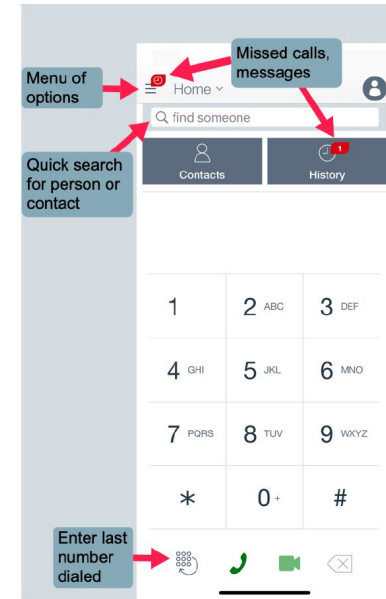 Missed calls,
messages
Menu of
options
Home
find someone
Quick search
for person or
contact
Contacts
1
History
1
2 ABC
3 DEF
4 GHI
5 JKL
6 MNO
7 PQRS
8 TUV
9 WXYZ
*
0 +
#
Enter last
number
dialed